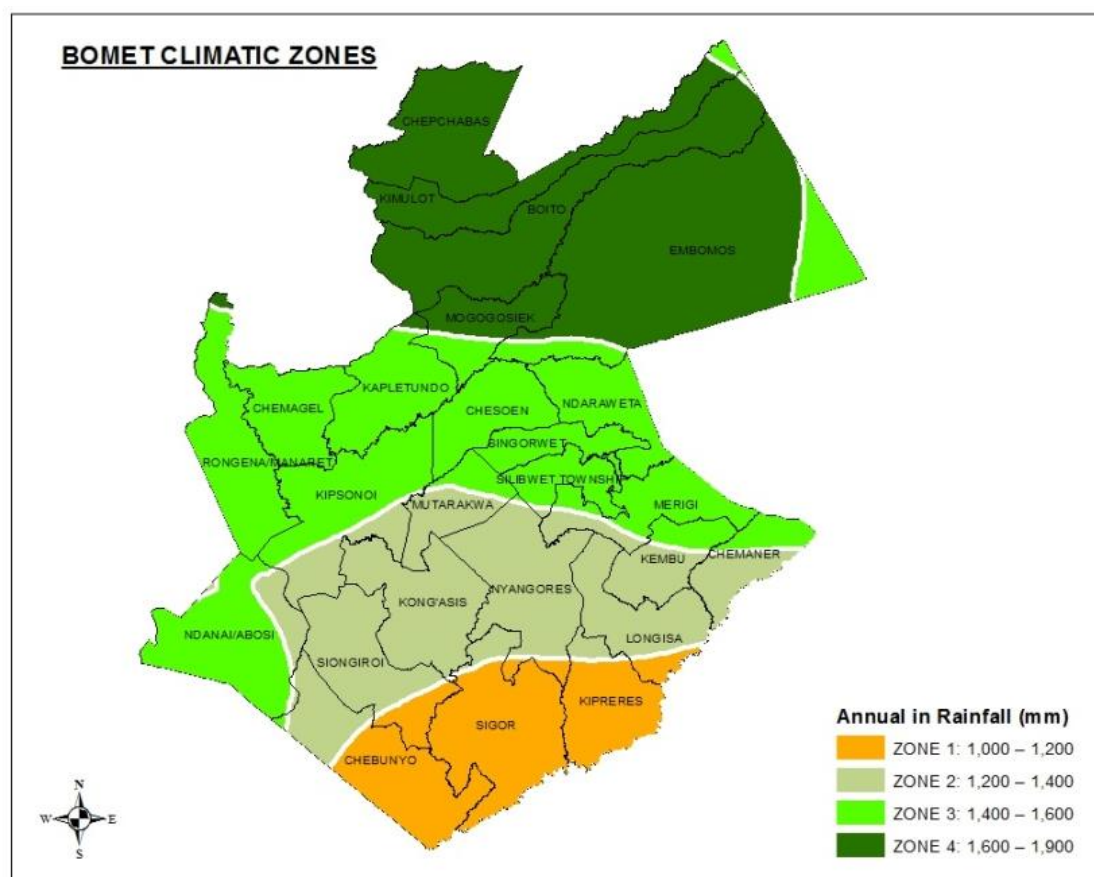 BOMET CLIMATIC ZONES
CHEPCHABAS
KIMULOT
BOITO
EMBOMOS
MOGOGOSIEK
KAPLETUNDO
CHEMAGEL
CHESOEN
NDARAWETA
SINGORWET
RONGENA/MANARET
SILIBWET TOWNSHIP
KIPSONOI
MUTARAKWA
MERIGI
KEMBU
CHEMANER
NYANGORES
KONG'ASIS
NDANAI/ABOSI
LONGISA
SIONGIROI
KIPRERES
SIGOR
CHEBUNYO
N
W
E
S
Annual in Rainfall (mm)
ZONE 1: 1,000 – 1,200
ZONE 2: 1,200 – 1,400
ZONE 3: 1,400 – 1,600
ZONE 4: 1,600 – 1,900